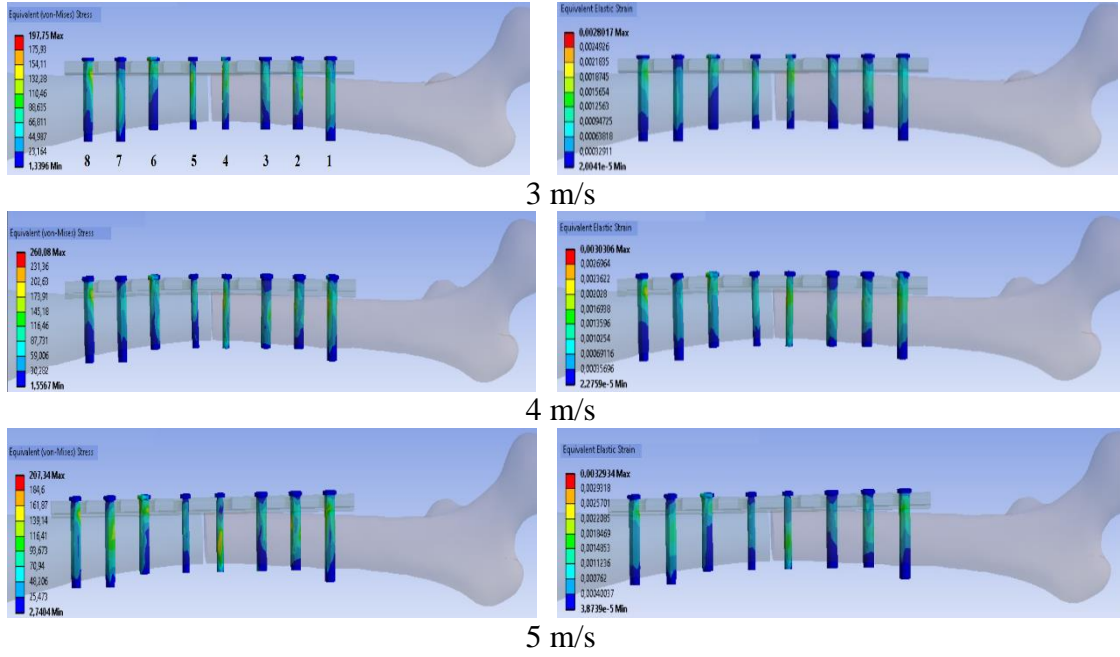 Equivalent (von-Mises) Stress
197,75 Max
175,93
154,11
132,28
110,46
88,635
66,811
44,987
23,164
1,3396 Min
8 7 6 5 4 3 2 1
Equivalent Elastic Strain
0,0028017 Max
0,0024926
0,0021835
0,0018745
0,0015654
0,0012563
0,00094725
0,00063818
0,00032911
2,0041e-5 Min
3 m/s
Equivalent (von-Mises) Stress
260,08 Max
231,36
202,63
173,91
145,18
116,46
87,731
59,006
30,282
1,5567 Min
Equivalent Elastic Strain
0,0030306 Max
0,0026964
0,0023622
0,002028
0,0016938
0,0013596
0,0010254
0,00069116
0,00035696
2,2759e-5 Min
4 m/s
Equivalent (von-Mises) Stress
207,34 Max
184,6
161,87
139,14
116,41
93,673
70,94
48,206
25,473
2,7404 Min
Equivalent Elastic Strain
0,0032934 Max
0,0029318
0,0025701
0,0022085
0,0018469
0,0014853
0,0011236
0,000762
0,00040037
3,8739e-5 Min
5 m/s